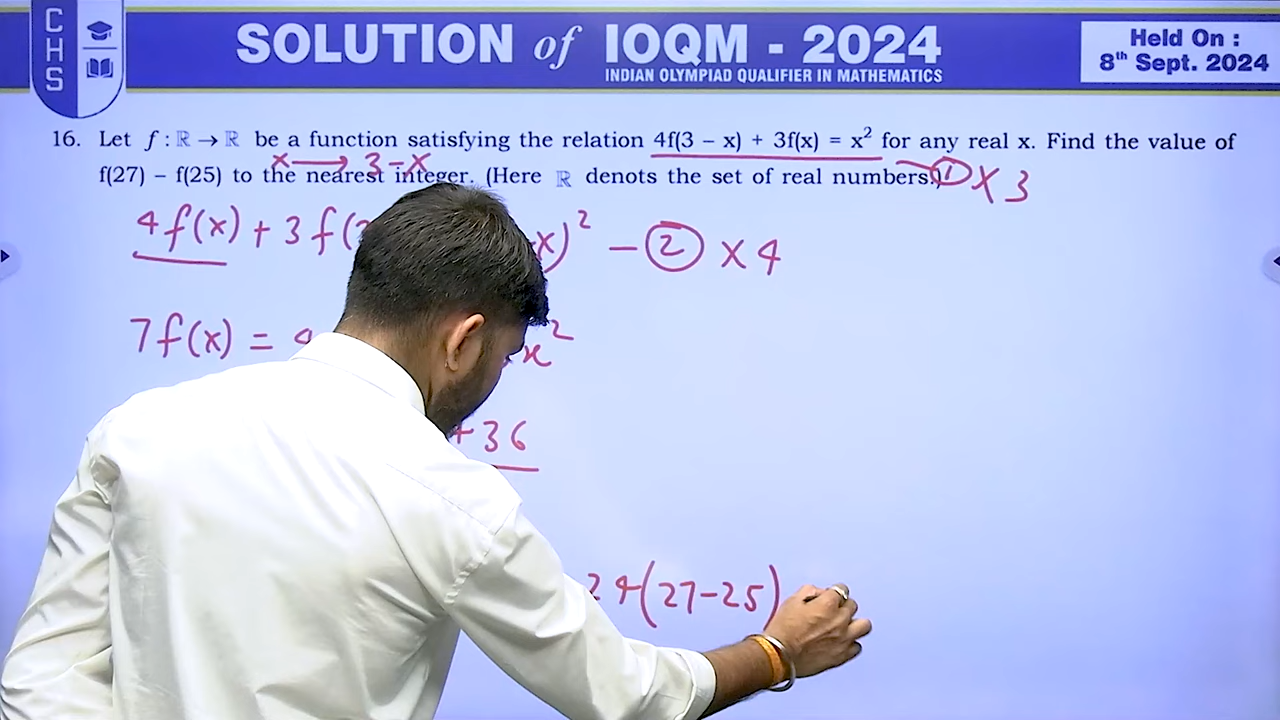 CHS
SOLUTION of IOQM - 2024
INDIAN OLYMPIAD QUALIFIER IN MATHEMATICS
Held On :
8th Sept. 2024
16. Let f : ℝ → ℝ be a function satisfying the relation 4f(3 – x) + 3f(x) = x² for any real x. Find the value of
x → 3-x
f(27) – f(25) to the nearest integer. (Here ℝ denotes the set of real numbers.) ① × 3
4f(x) + 3f( x)² – ② × 4
7f(x) = x²
+36
24(27-25)